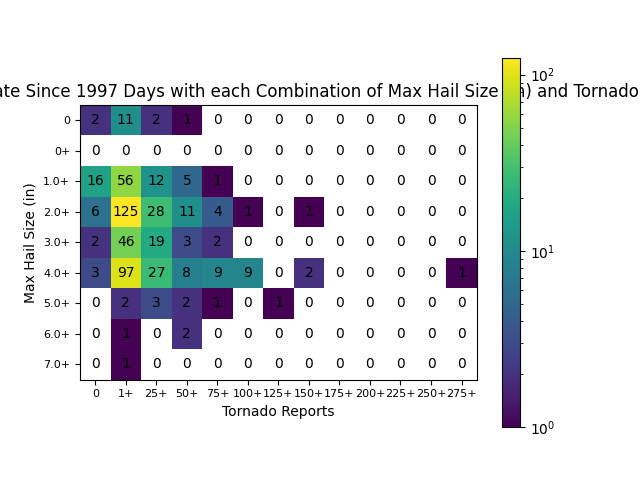 ate Since 1997 Days with each Combination of Max Hail Size (in) and Tornado
0 2 11 2 1 0 0 0 0 0 0 0 0 0
0+ 0 0 0 0 0 0 0 0 0 0 0 0 0
1.0+ 16 56 12 5 1 0 0 0 0 0 0 0 0
2.0+ 6 125 28 11 4 1 0 1 0 0 0 0 0
3.0+ 2 46 19 3 2 0 0 0 0 0 0 0 0
4.0+ 3 97 27 8 9 9 0 2 0 0 0 0 1
5.0+ 0 2 3 2 1 0 1 0 0 0 0 0 0
6.0+ 0 1 0 2 0 0 0 0 0 0 0 0 0
7.0+ 0 1 0 0 0 0 0 0 0 0 0 0 0
0 1+ 25+ 50+ 75+ 100+ 125+ 150+ 175+ 200+ 225+ 250+ 275+
Tornado Reports
Max Hail Size (in)
10^2
10^1
10^0